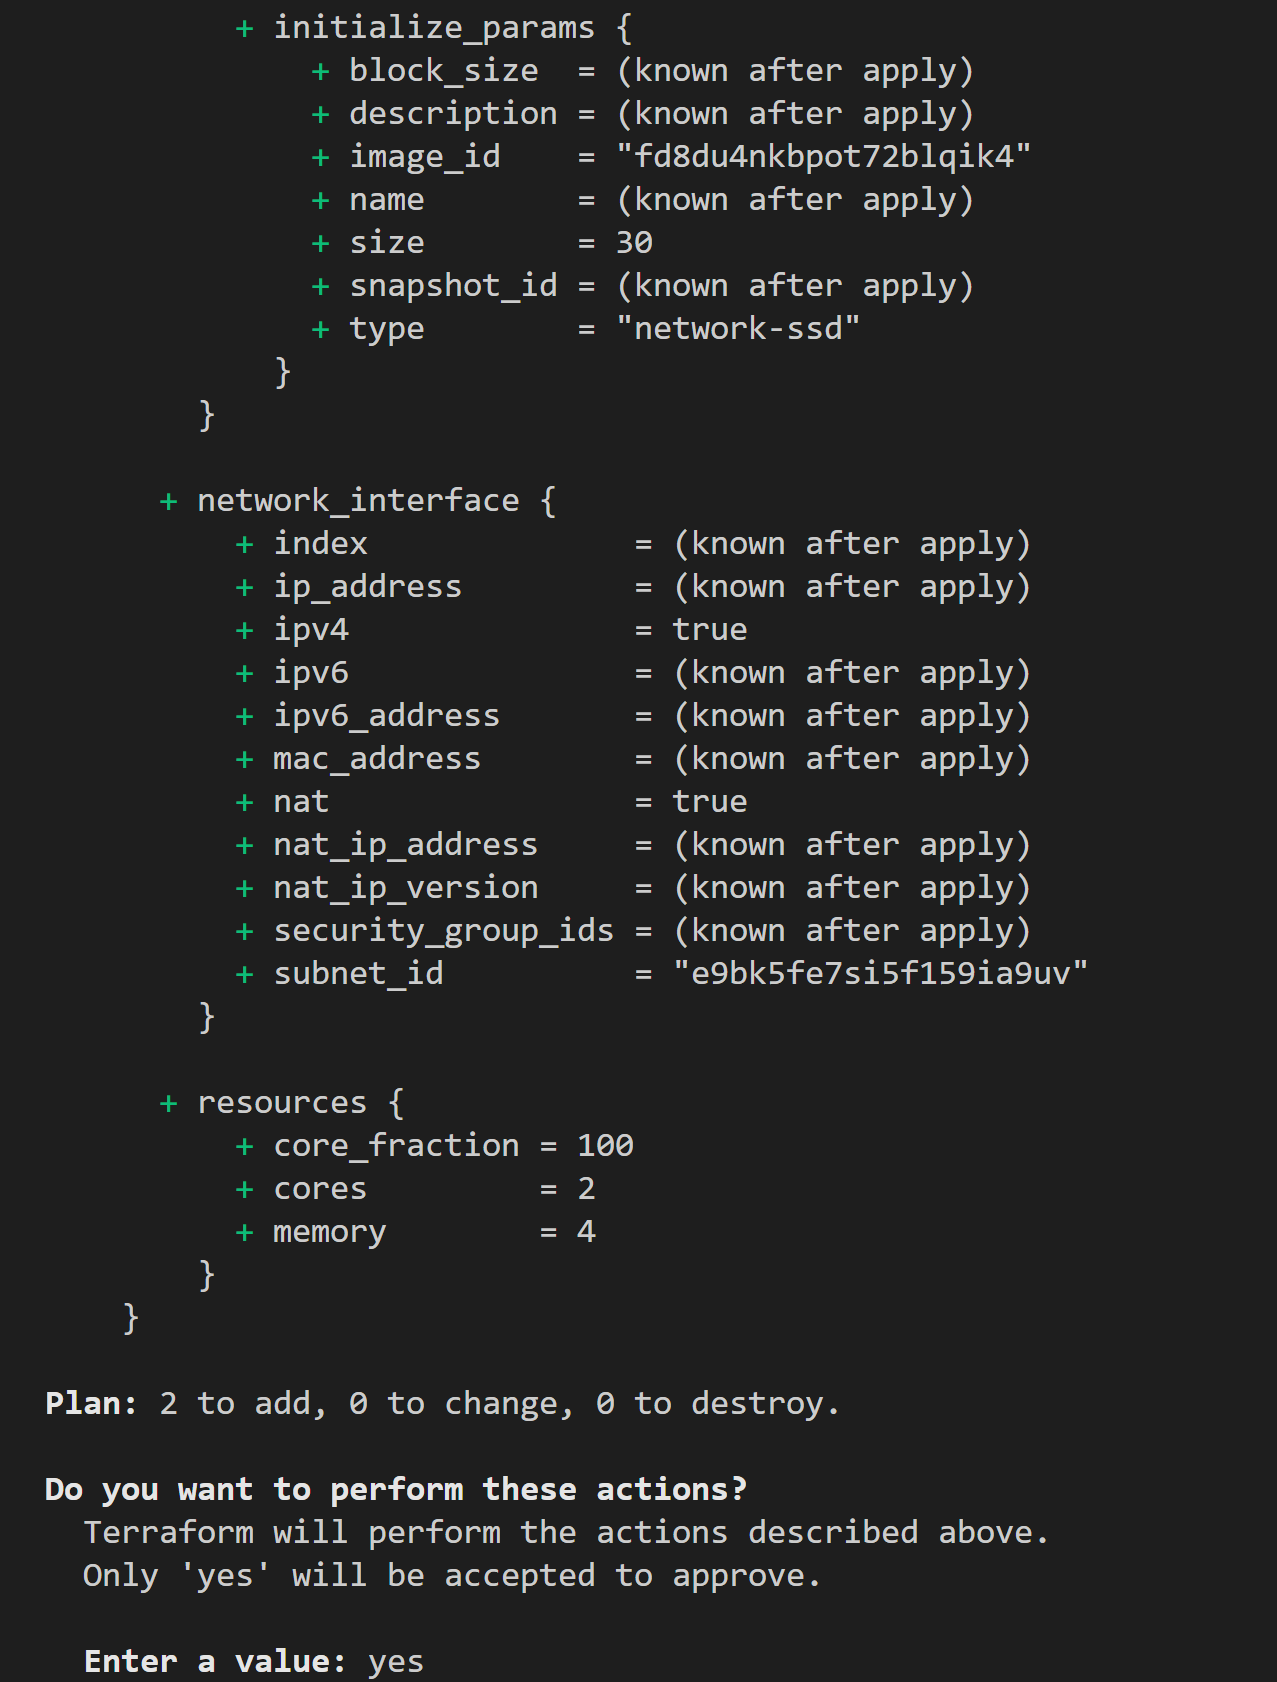 + initialize_params {
+ block_size  = (known after apply)
+ description = (known after apply)
+ image_id    = "fd8du4nkbpot72blqik4"
+ name        = (known after apply)
+ size        = 30
+ snapshot_id = (known after apply)
+ type        = "network-ssd"
}
}
+ network_interface {
+ index              = (known after apply)
+ ip_address         = (known after apply)
+ ipv4               = true
+ ipv6               = (known after apply)
+ ipv6_address       = (known after apply)
+ mac_address        = (known after apply)
+ nat                = true
+ nat_ip_address     = (known after apply)
+ nat_ip_version     = (known after apply)
+ security_group_ids = (known after apply)
+ subnet_id          = "e9bk5fe7si5f159ia9uv"
}
+ resources {
+ core_fraction = 100
+ cores         = 2
+ memory        = 4
}
}
Plan: 2 to add, 0 to change, 0 to destroy.
Do you want to perform these actions?
Terraform will perform the actions described above.
Only 'yes' will be accepted to approve.
Enter a value: yes